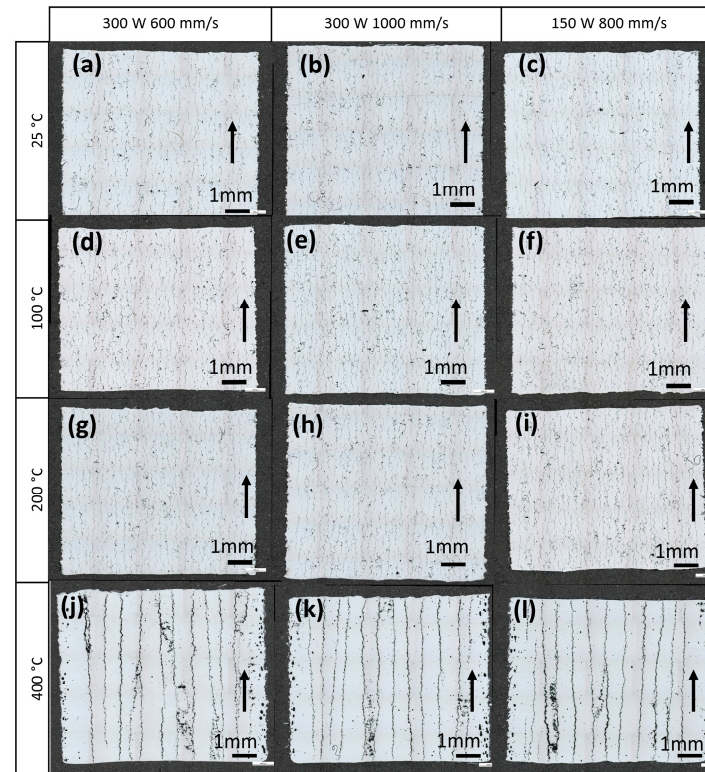 300 W 600 mm/s
300 W 1000 mm/s
150 W 800 mm/s
25 °C
(a)
1mm
(b)
1mm
(c)
1mm
100 °C
(d)
1mm
(e)
1mm
(f)
1mm
200 °C
(g)
1mm
(h)
1mm
(i)
1mm
400 °C
(j)
1mm
(k)
1mm
(l)
1mm